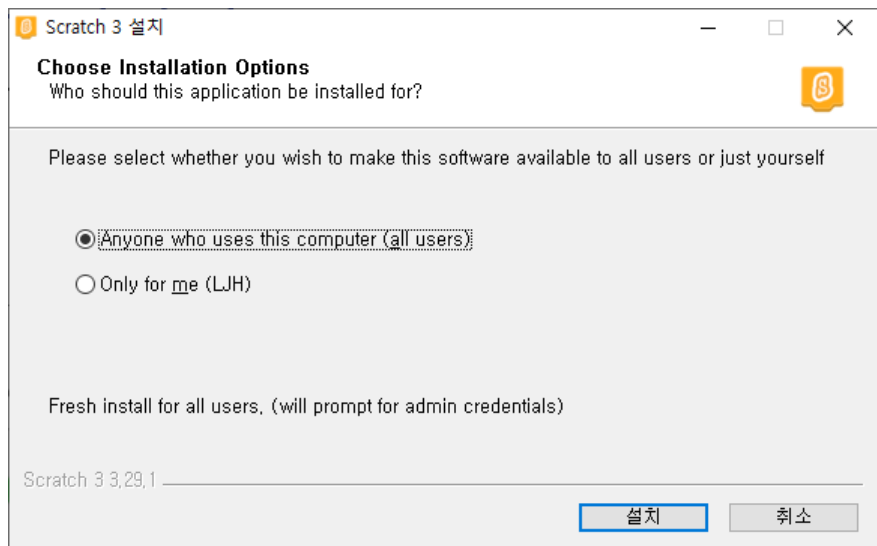 Scratch 3 설치
Choose Installation Options
Who should this application be installed for?
Please select whether you wish to make this software available to all users or just yourself
Anyone who uses this computer (all users)
Only for me (LJH)
Fresh install for all users. (will prompt for admin credentials)
Scratch 3 3.29.1
설치
취소